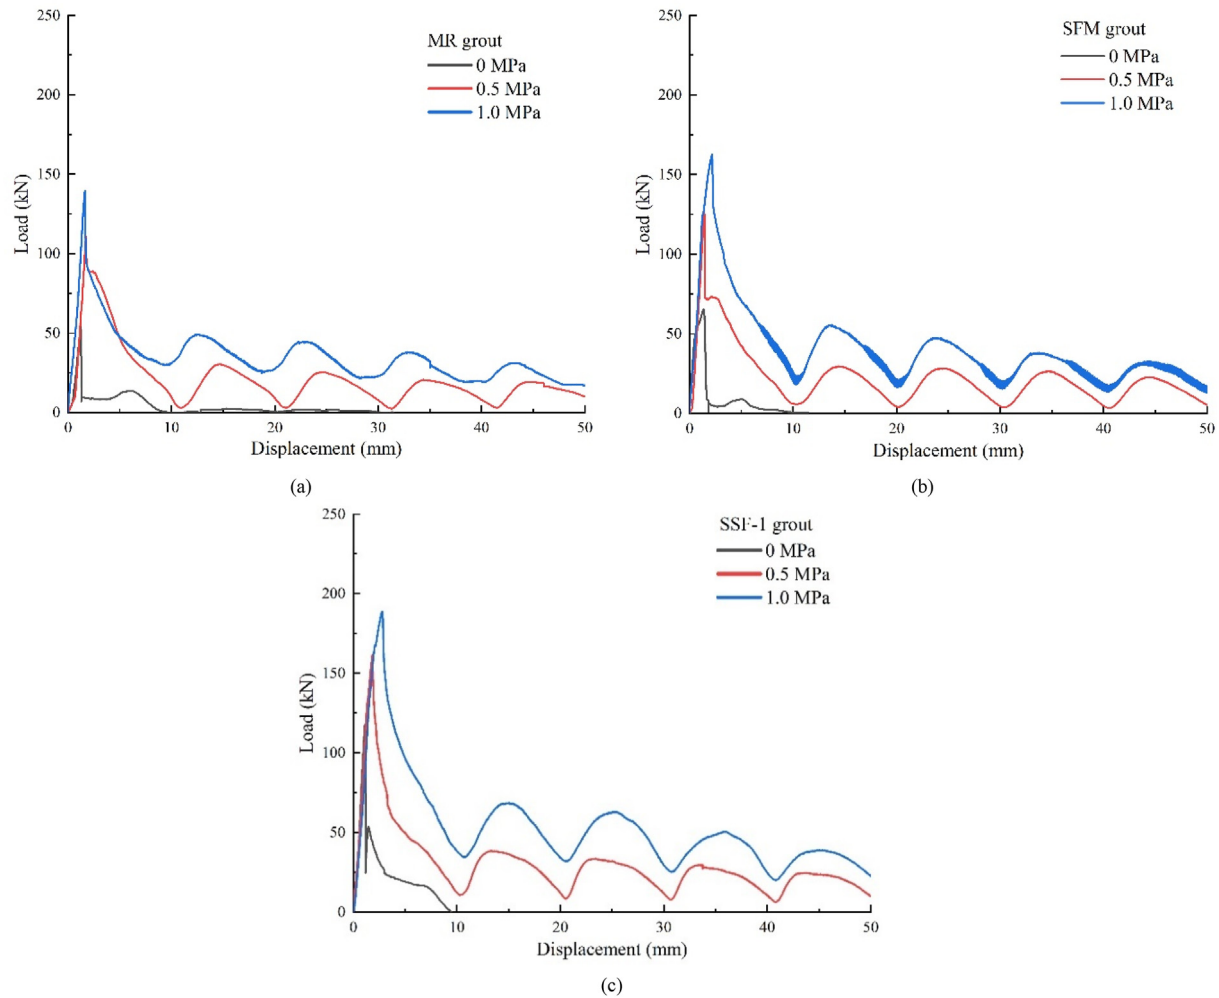 MR grout
0 MPa
0.5 MPa
1.0 MPa
250
200
150
100
50
0
Load (kN)
0 10 20 30 40 50
Displacement (mm)
(a)
SFM grout
0 MPa
0.5 MPa
1.0 MPa
250
200
150
100
50
0
Load (kN)
0 10 20 30 40 50
Displacement (mm)
(b)
SSF-1 grout
0 MPa
0.5 MPa
1.0 MPa
250
200
150
100
50
0
Load (kN)
0 10 20 30 40 50
Displacement (mm)
(c)